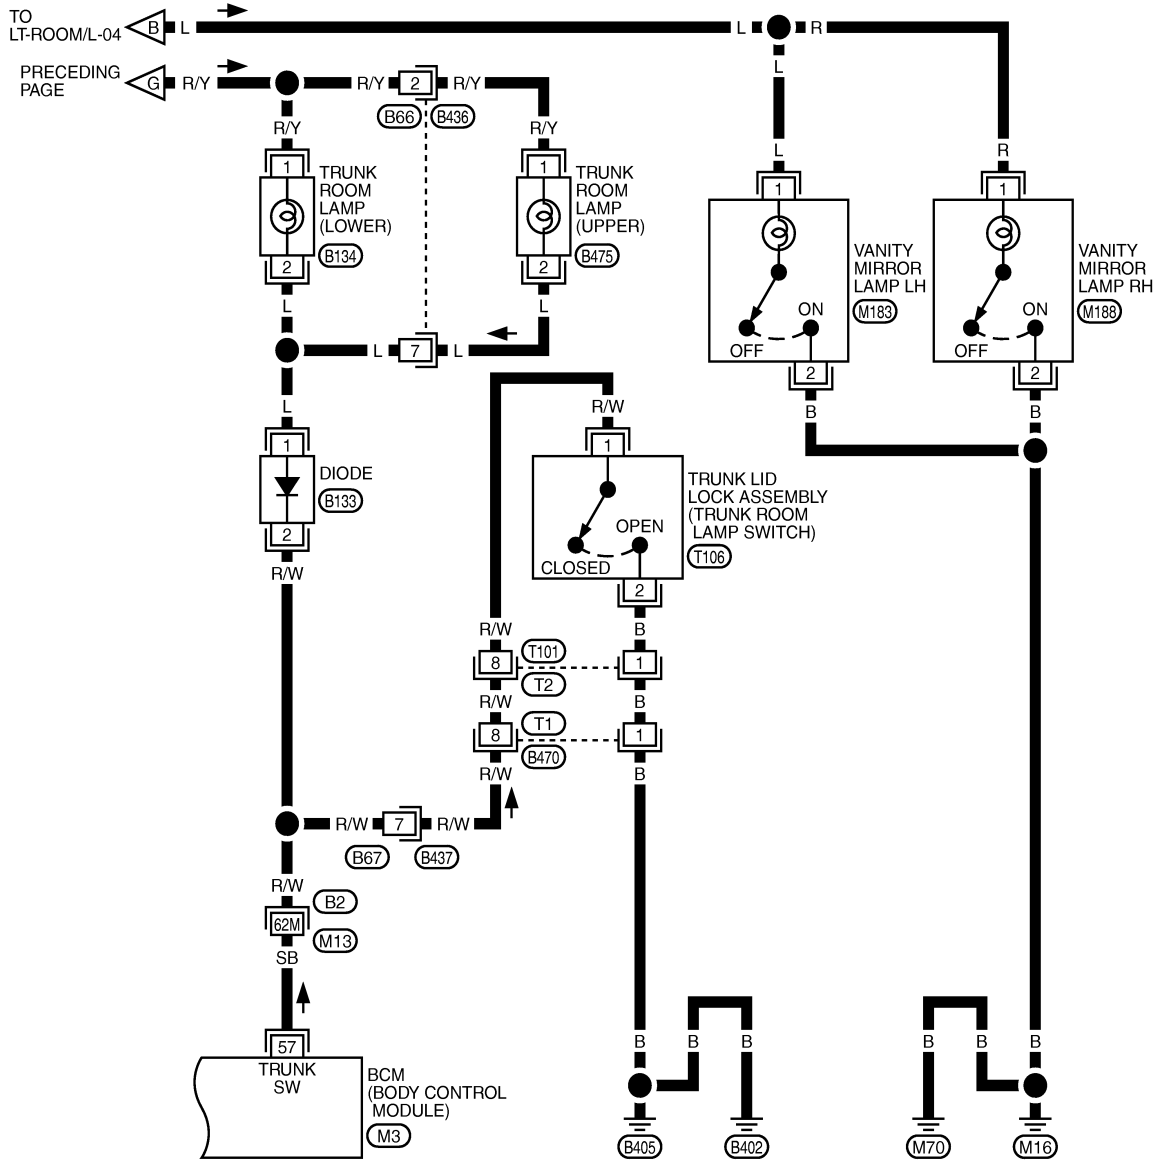 TO
LT-ROOM/L-04
B
L
L
R
PRECEDING
PAGE
G
R/Y
R/Y
2
R/Y
B66
B436
L
R/Y
R/Y
L
R
1
TRUNK
ROOM
LAMP
(LOWER)
B134
2
1
TRUNK
ROOM
LAMP
(UPPER)
B475
2
1
VANITY
MIRROR
LAMP LH
M183
ON
OFF
2
1
VANITY
MIRROR
LAMP RH
M188
ON
OFF
2
L
L
L
7
L
B
B
L
R/W
1
DIODE
B133
2
1
TRUNK LID
LOCK ASSEMBLY
(TRUNK ROOM
LAMP SWITCH)
T106
OPEN
CLOSED
2
R/W
R/W
B
8
T101
T2
1
R/W
B
8
T1
B470
1
R/W
B
R/W
7
R/W
B67
B437
R/W
B2
62M
M13
SB
57
TRUNK
SW
BCM
(BODY CONTROL
MODULE)
M3
B
B
B
B
B
B
B405
B402
M70
M16